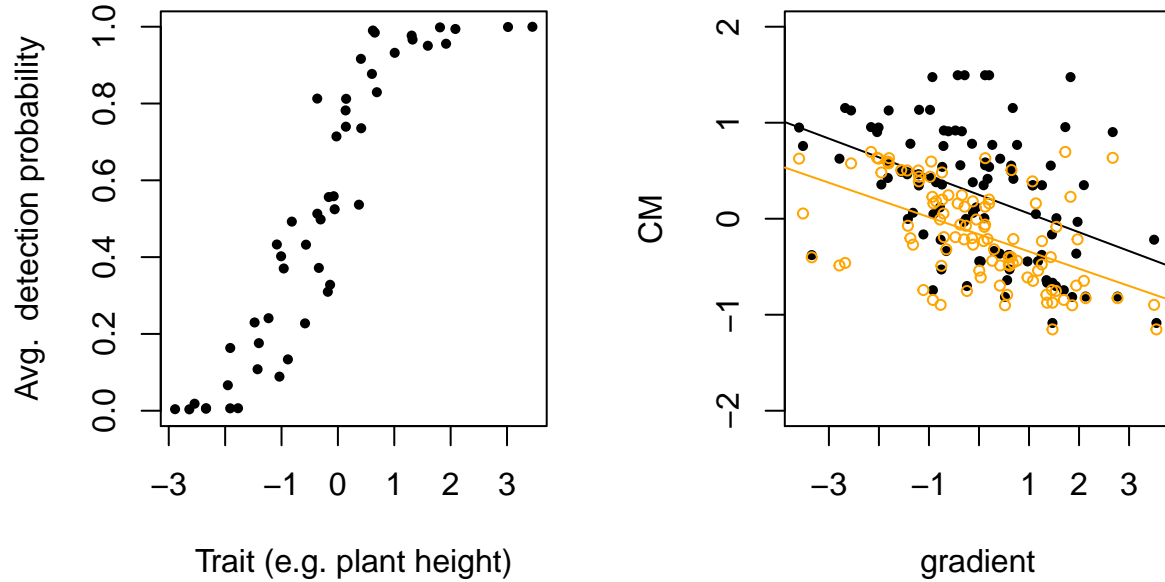 Avg.  detection probability
0.0 0.2 0.4 0.6 0.8 1.0
−3 −1 0 1 2 3
Trait (e.g. plant height)
CM
−2 −1 0 1 2
−3 −1 1 2 3
gradient